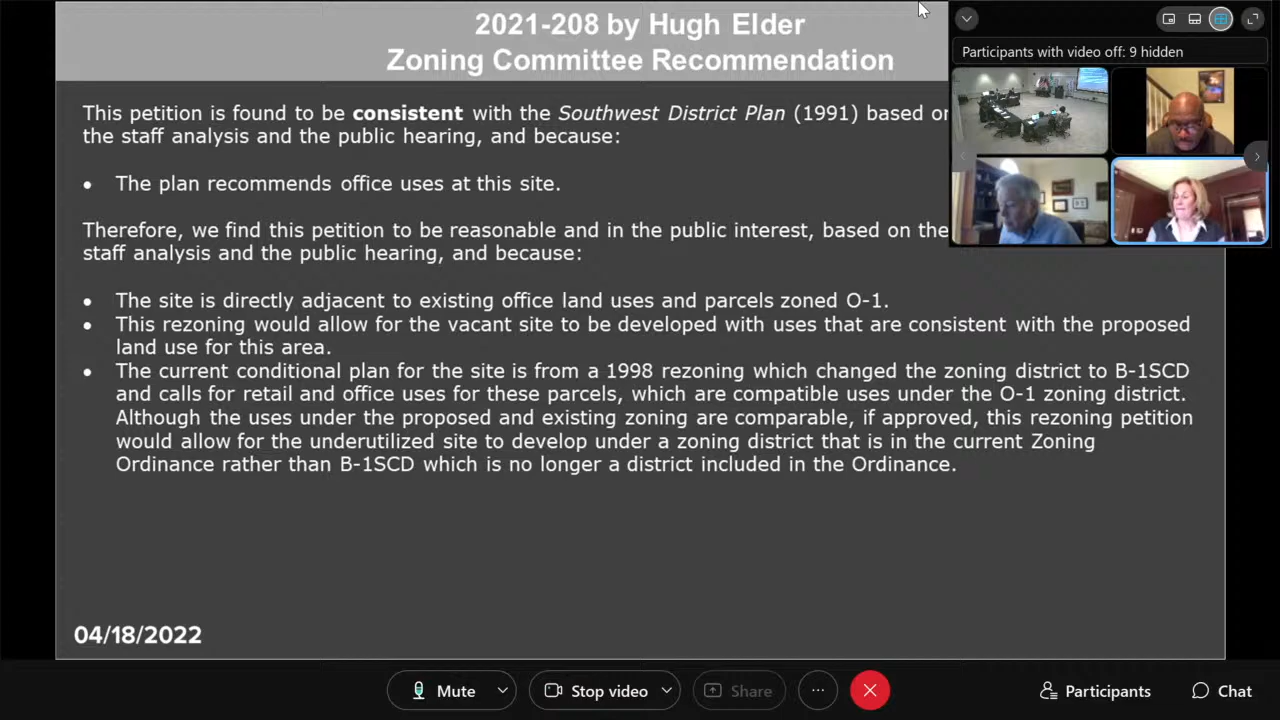 2021-208 by Hugh Elder
Zoning Committee Recommendation
Participants with video off: 9 hidden
This petition is found to be consistent with the Southwest District Plan (1991) based on
the staff analysis and the public hearing, and because:
• The plan recommends office uses at this site.
Therefore, we find this petition to be reasonable and in the public interest, based on the
staff analysis and the public hearing, and because:
• The site is directly adjacent to existing office land uses and parcels zoned O-1.
• This rezoning would allow for the vacant site to be developed with uses that are consistent with the proposed
land use for this area.
• The current conditional plan for the site is from a 1998 rezoning which changed the zoning district to B-1SCD
and calls for retail and office uses for these parcels, which are compatible uses under the O-1 zoning district.
Although the uses under the proposed and existing zoning are comparable, if approved, this rezoning petition
would allow for the underutilized site to develop under a zoning district that is in the current Zoning
Ordinance rather than B-1SCD which is no longer a district included in the Ordinance.
04/18/2022
Mute
Stop video
Share
Participants
Chat